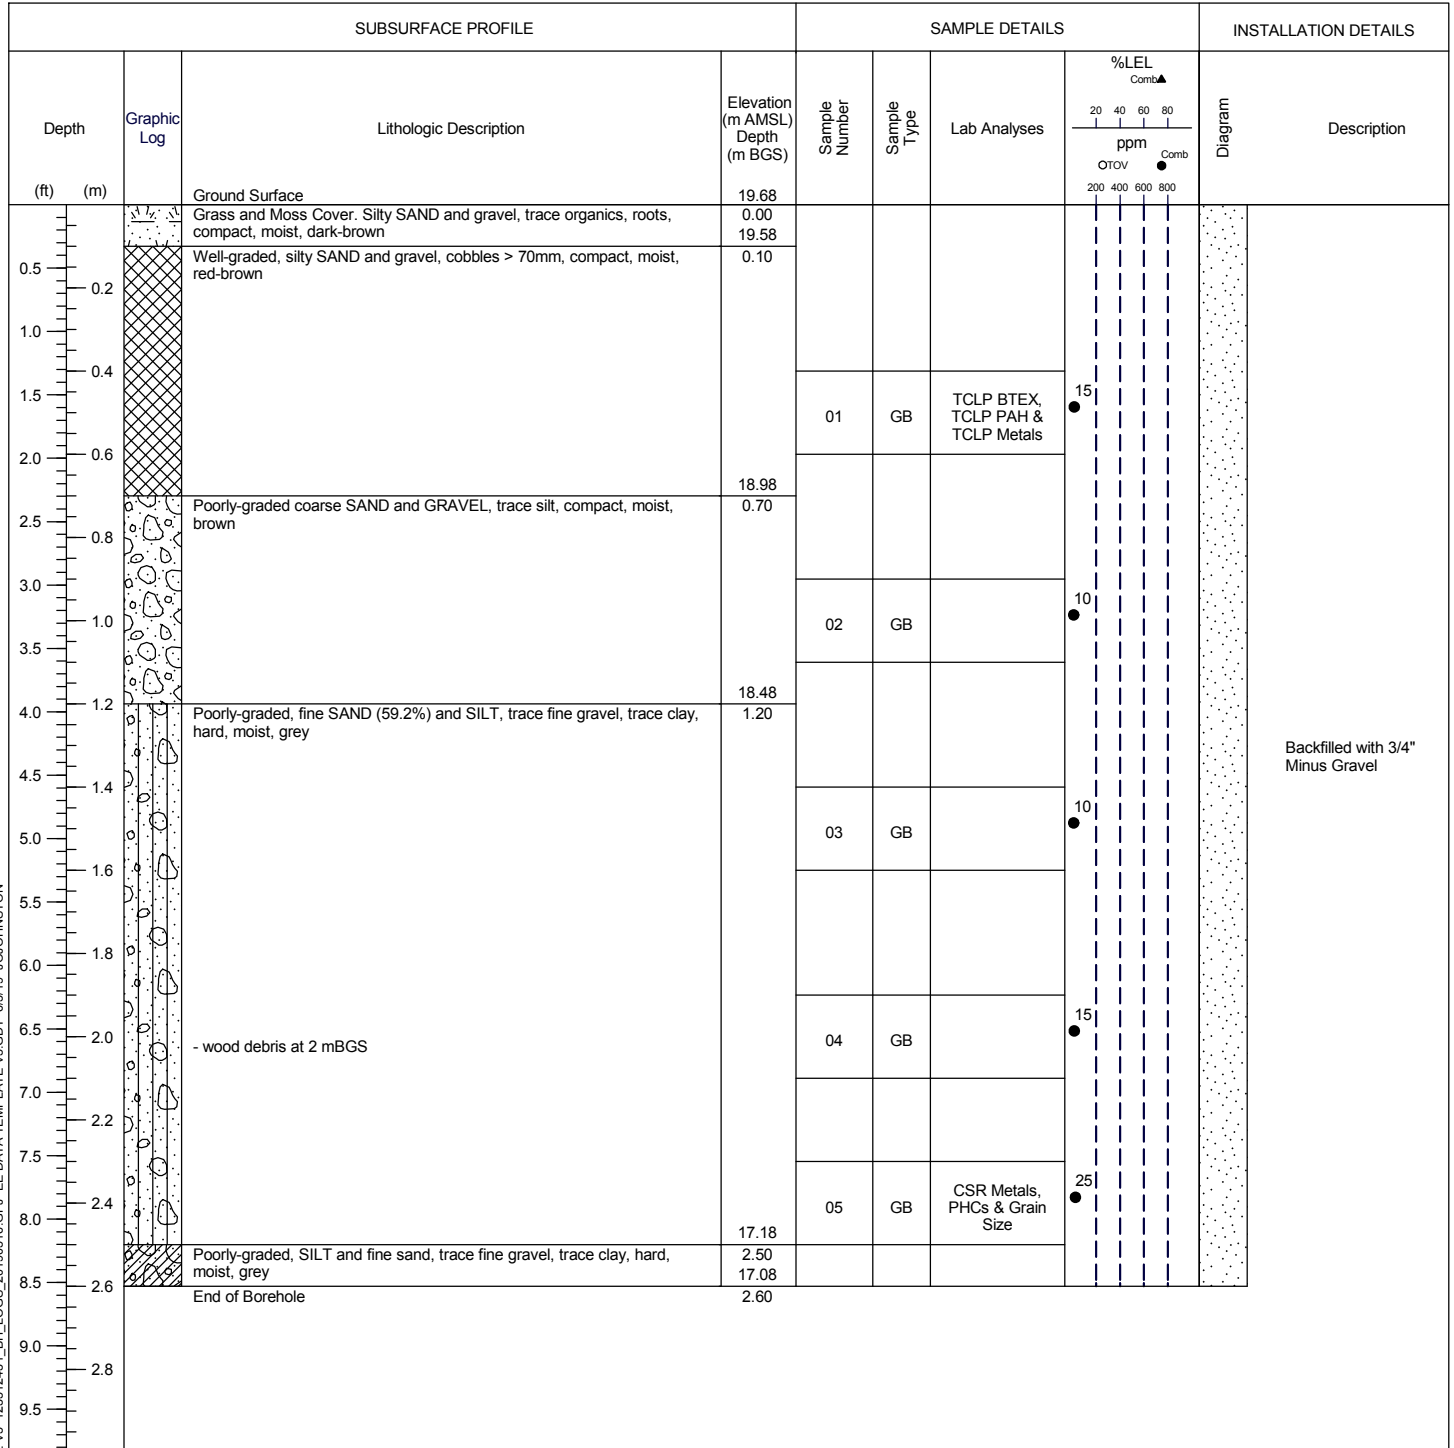 SUBSURFACE PROFILE
SAMPLE DETAILS
INSTALLATION DETAILS
Depth
(ft) (m)
Graphic
Log
Lithologic Description
Elevation
(m AMSL)
Depth
(m BGS)
Sample
Number
Sample
Type
Lab Analyses
%LEL
Comb
20 40 60 80
ppm
TOV Comb
200 400 600 800
Diagram
Description
Ground Surface 19.68
Grass and Moss Cover. Silty SAND and gravel, trace organics, roots, 0.00
compact, moist, dark-brown 19.58
Well-graded, silty SAND and gravel, cobbles > 70mm, compact, moist, 0.10
red-brown
0.5
0.2
1.0
0.4
1.5
01 GB
TCLP BTEX,
TCLP PAH &
TCLP Metals
15
0.6
2.0
18.98
Poorly-graded coarse SAND and GRAVEL, trace silt, compact, moist, 0.70
brown
2.5
0.8
3.0
1.0
02 GB
10
3.5
18.48
1.2
4.0
Poorly-graded, fine SAND (59.2%) and SILT, trace fine gravel, trace clay, 1.20
hard, moist, grey
Backfilled with 3/4"
Minus Gravel
4.5
1.4
5.0
03 GB
10
1.6
5.5
1.8
6.0
6.5
2.0
- wood debris at 2 mBGS
04 GB
15
7.0
2.2
7.5
2.4
8.0
05 GB
CSR Metals,
PHCs & Grain
Size
25
17.18
Poorly-graded, SILT and fine sand, trace fine gravel, trace clay, hard, 2.50
moist, grey 17.08
8.5
2.6
End of Borehole 2.60
9.0
2.8
9.5